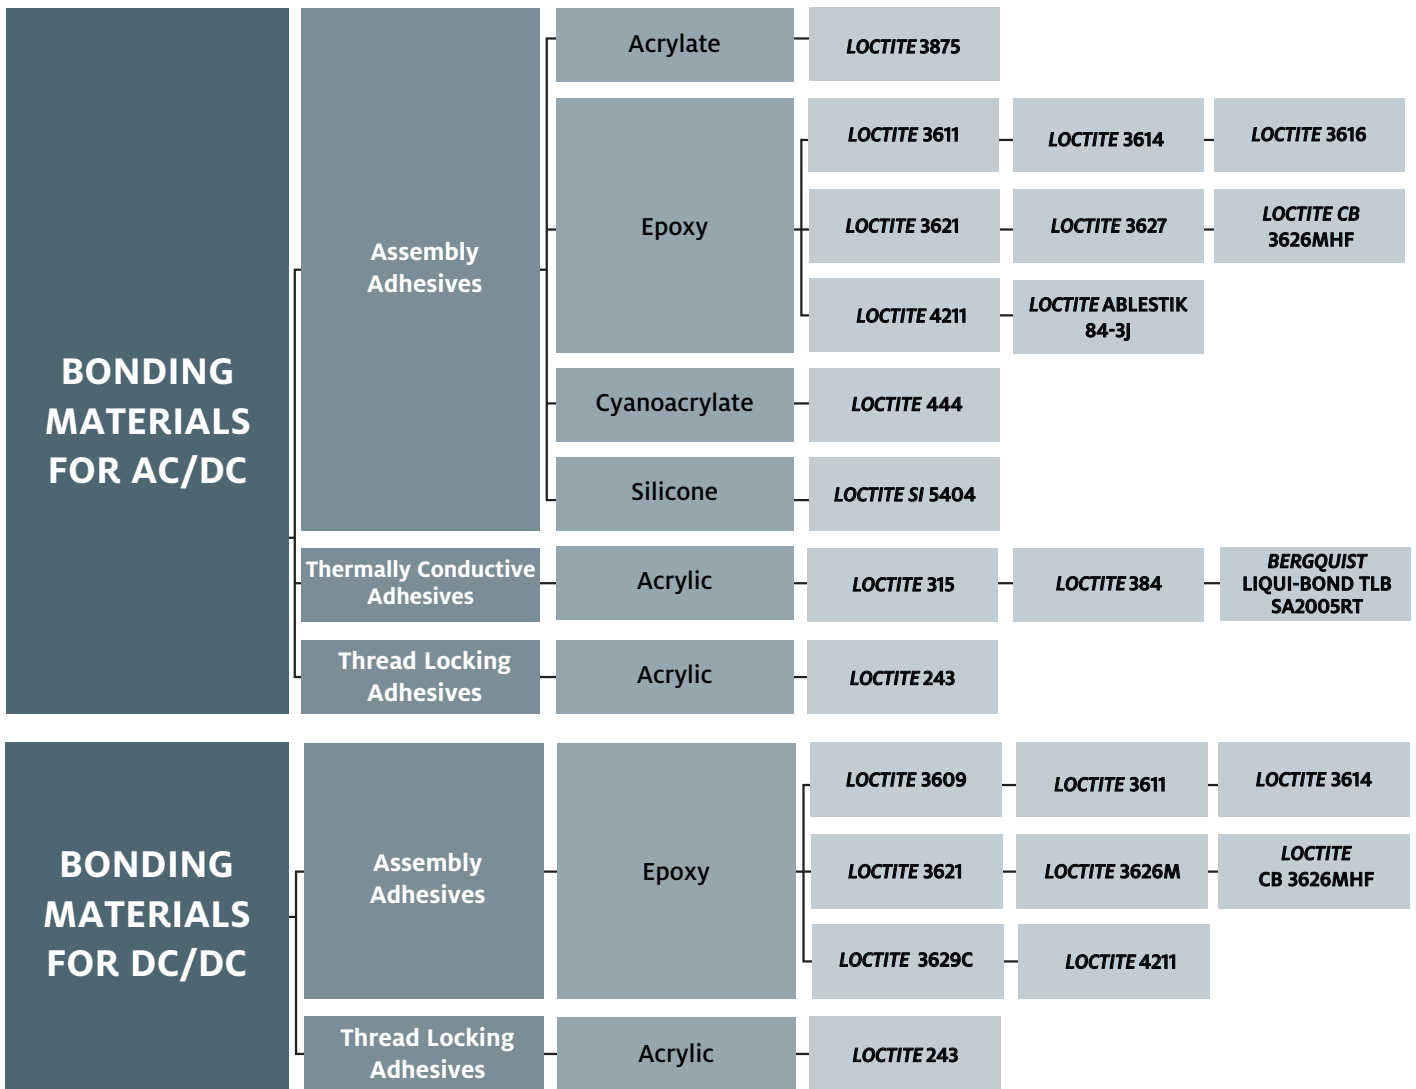 BONDING
MATERIALS
FOR AC/DC
Assembly
Adhesives
Acrylate
LOCTITE 3875
Epoxy
LOCTITE 3611
LOCTITE 3614
LOCTITE 3616
LOCTITE 3621
LOCTITE 3627
LOCTITE CB
3626MHF
LOCTITE 4211
LOCTITE ABLESTIK
84-3J
Cyanoacrylate
LOCTITE 444
Silicone
LOCTITE SI 5404
Thermally Conductive
Adhesives
Acrylic
LOCTITE 315
LOCTITE 384
BERGQUIST
LIQUI-BOND TLB
SA2005RT
Thread Locking
Adhesives
Acrylic
LOCTITE 243
BONDING
MATERIALS
FOR DC/DC
Assembly
Adhesives
Epoxy
LOCTITE 3609
LOCTITE 3611
LOCTITE 3614
LOCTITE 3621
LOCTITE 3626M
LOCTITE
CB 3626MHF
LOCTITE 3629C
LOCTITE 4211
Thread Locking
Adhesives
Acrylic
LOCTITE 243